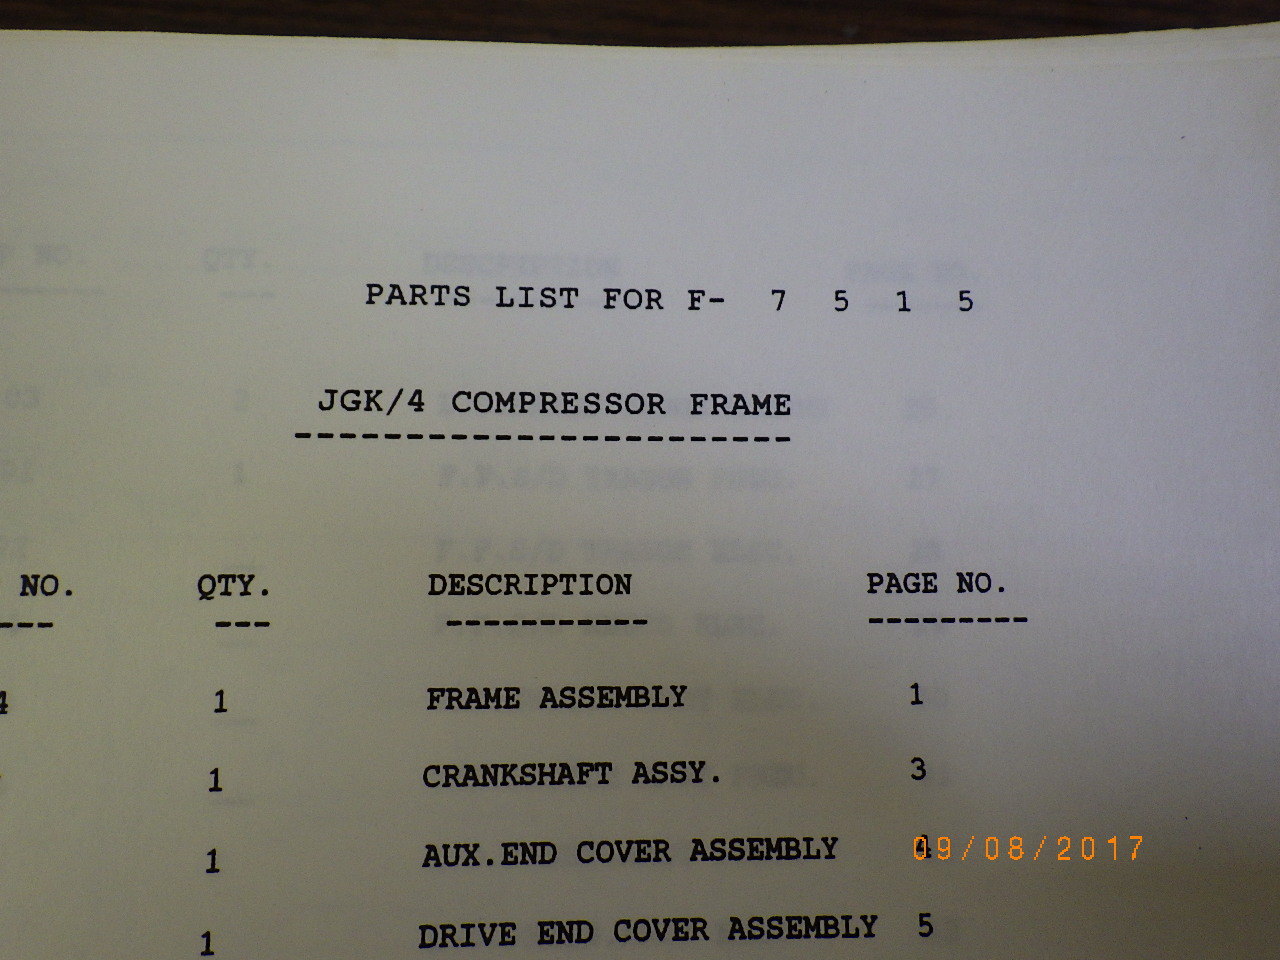 PARTS LIST FOR F- 7 5 1 5
JGK/4 COMPRESSOR FRAME
-----------------------
NO. QTY. DESCRIPTION PAGE NO.
--- --- ----------- ---------
4 1 FRAME ASSEMBLY 1
1 CRANKSHAFT ASSY. 3
1 AUX.END COVER ASSEMBLY 4
09/08/2017
1 DRIVE END COVER ASSEMBLY 5